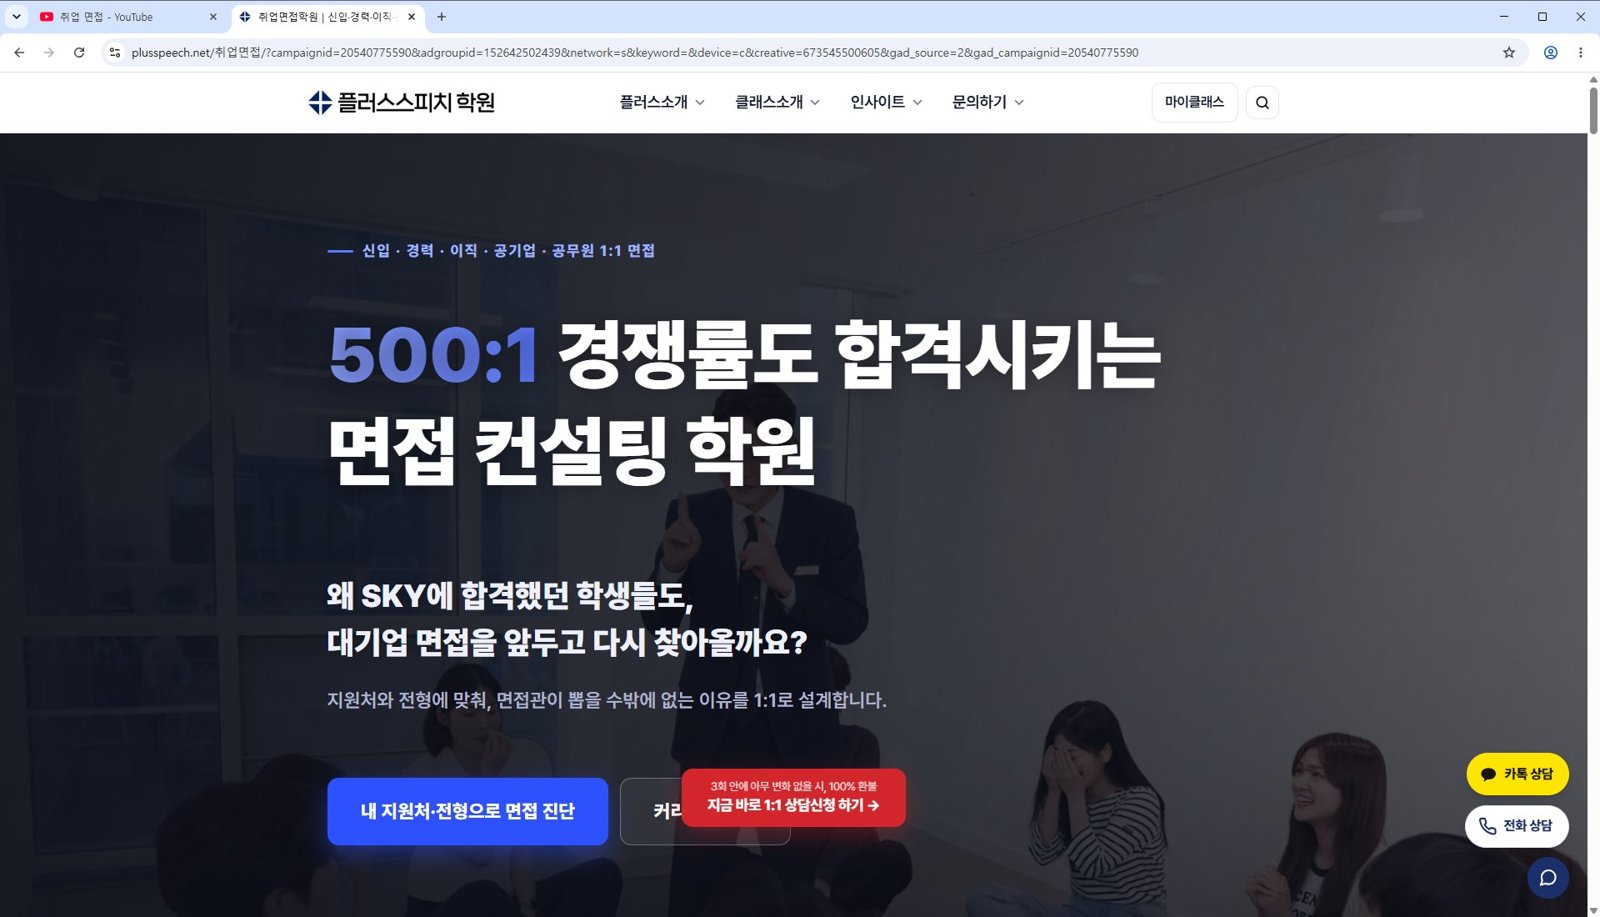 취업 면접 - YouTube
취업면접학원 | 신입·경력·이직·
plusspeech.net/취업면접/?campaignid=20540775590&adgroupid=152642502439&network=s&keyword=&device=c&creative=673545500605&gad_source=2&gad_campaignid=20540775590
플러스스피치 학원
플러스소개
클래스소개
인사이트
문의하기
마이클래스
신입 · 경력 · 이직 · 공기업 · 공무원 1:1 면접
500:1 경쟁률도 합격시키는
면접 컨설팅 학원
왜 SKY에 합격했던 학생들도,
대기업 면접을 앞두고 다시 찾아올까요?
지원처와 전형에 맞춰, 면접관이 뽑을 수밖에 없는 이유를 1:1로 설계합니다.
내 지원처·전형으로 면접 진단
3회 안에 아무 변화 없을 시, 100% 환불
지금 바로 1:1 상담신청 하기 →
카톡 상담
전화 상담